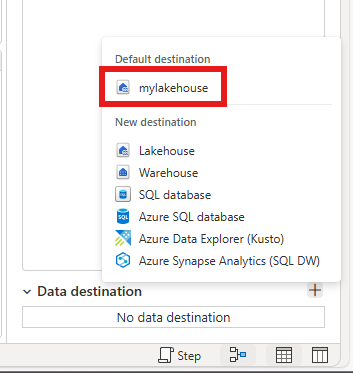 Default destination
mylakehouse
New destination
Lakehouse
Warehouse
SQL database
Azure SQL database
Azure Data Explorer (Kusto)
Azure Synapse Analytics (SQL DW)
Data destination
No data destination
Step